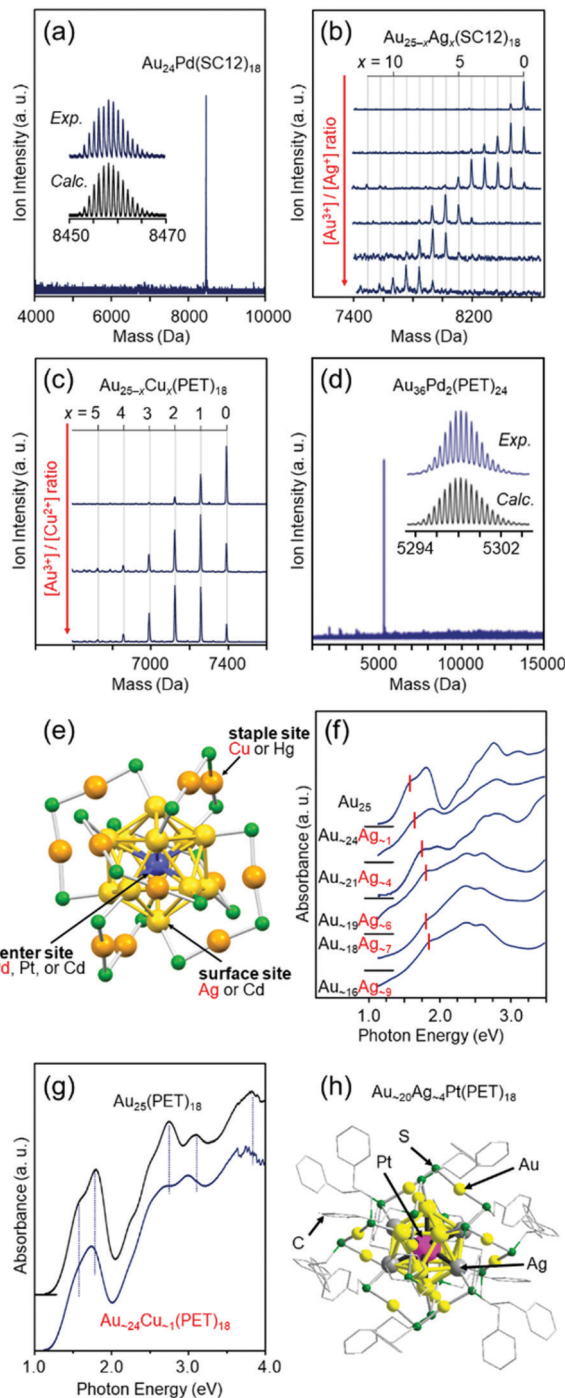 (a)
Au24Pd(SC12)18
Exp.
Calc.
8450 8470
Ion Intensity (a. u.)
4000 6000 8000 10000
Mass (Da)
(b)
Au25–xAgx(SC12)18
x = 10 5 0
Ion Intensity (a. u.)
[Au3+] / [Ag+] ratio
7400 8200
Mass (Da)
(c)
Au25–xCux(PET)18
x = 5 4 3 2 1 0
Ion Intensity (a. u.)
[Au3+] / [Cu2+] ratio
7000 7400
Mass (Da)
(d)
Au36Pd2(PET)24
Exp.
Calc.
5294 5302
Ion Intensity (a. u.)
5000 10000 15000
Mass (Da)
(e)
staple site
Cu or Hg
enter site
d, Pt, or Cd
surface site
Ag or Cd
(f)
Absorbance (a. u.)
Au25
Au~24Ag~1
Au~21Ag~4
Au~19Ag~6
Au~18Ag~7
Au~16Ag~9
1.0 2.0 3.0
Photon Energy (eV)
(g)
Au25(PET)18
Absorbance (a. u.)
Au~24Cu~1(PET)18
1.0 2.0 3.0 4.0
Photon Energy (eV)
(h)
Au~20Ag~4Pt(PET)18
S
Pt
Au
C
Ag